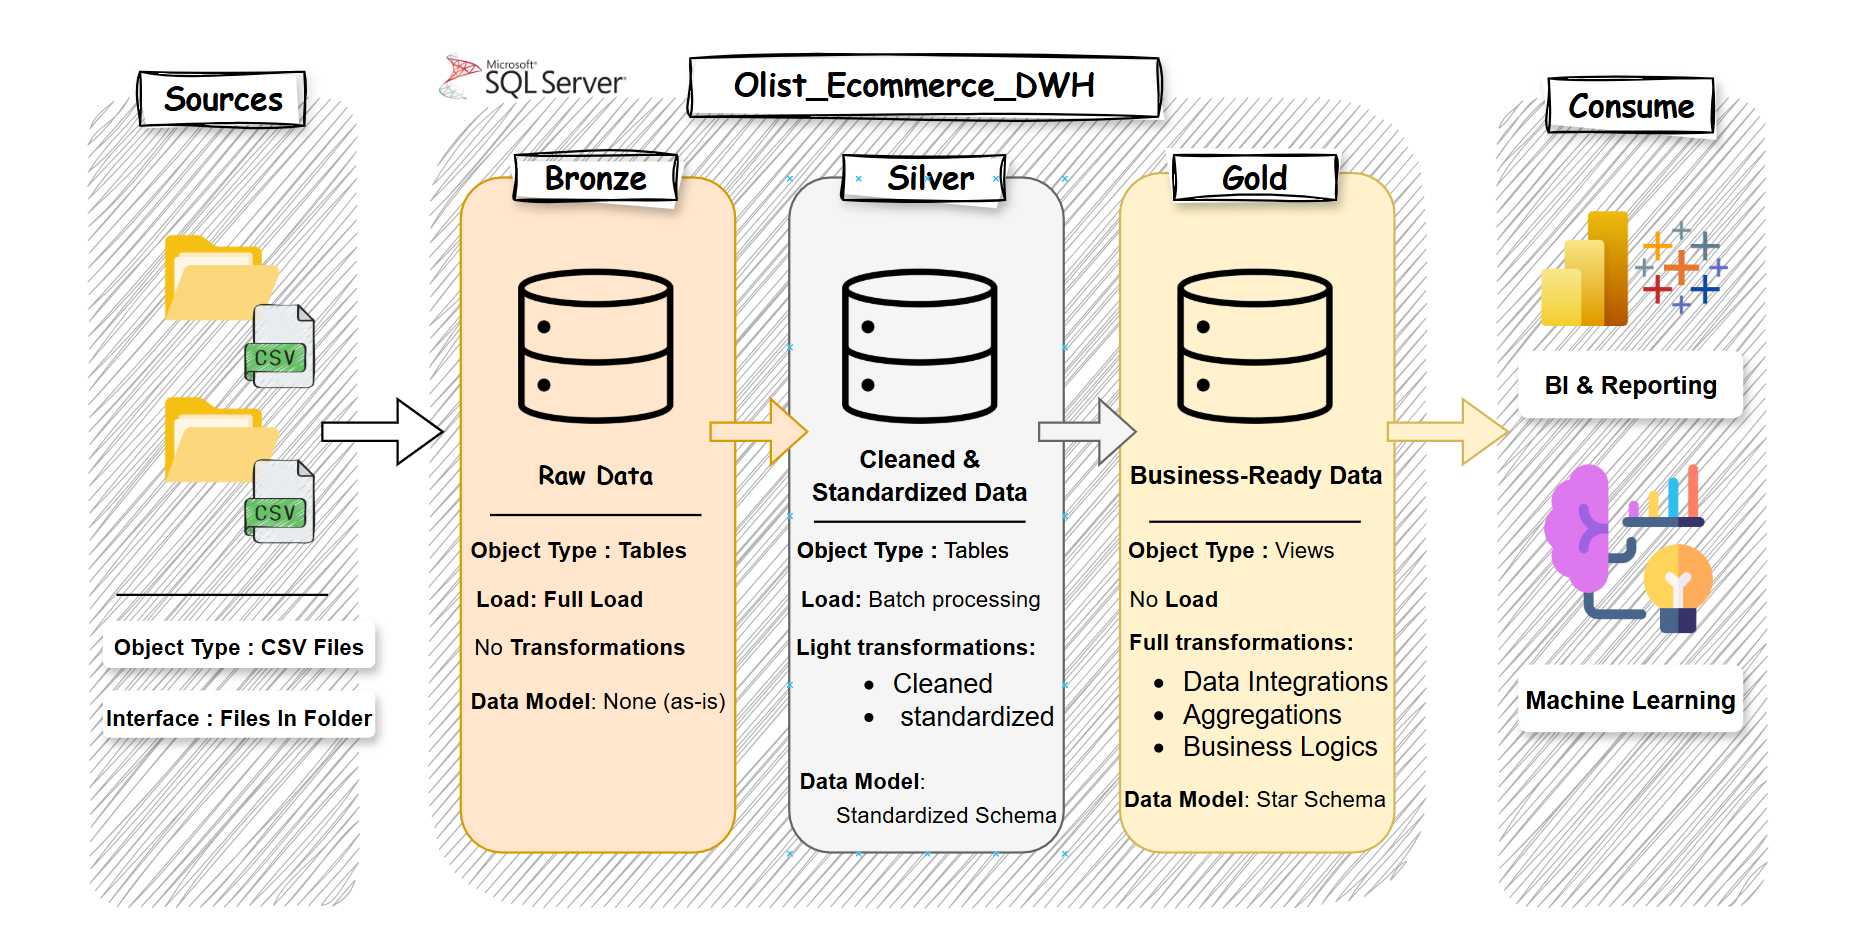 Sources
CSV
CSV
Object Type : CSV Files
Interface : Files In Folder
Microsoft®
SQL Server®
Olist_Ecommerce_DWH
Bronze
Raw Data
Object Type : Tables
Load: Full Load
No Transformations
Data Model: None (as-is)
Silver
Cleaned &
Standardized Data
Object Type : Tables
Load: Batch processing
Light transformations:
• Cleaned
• standardized
Data Model:
Standardized Schema
Gold
Business-Ready Data
Object Type : Views
No Load
Full transformations:
• Data Integrations
• Aggregations
• Business Logics
Data Model: Star Schema
Consume
BI & Reporting
Machine Learning